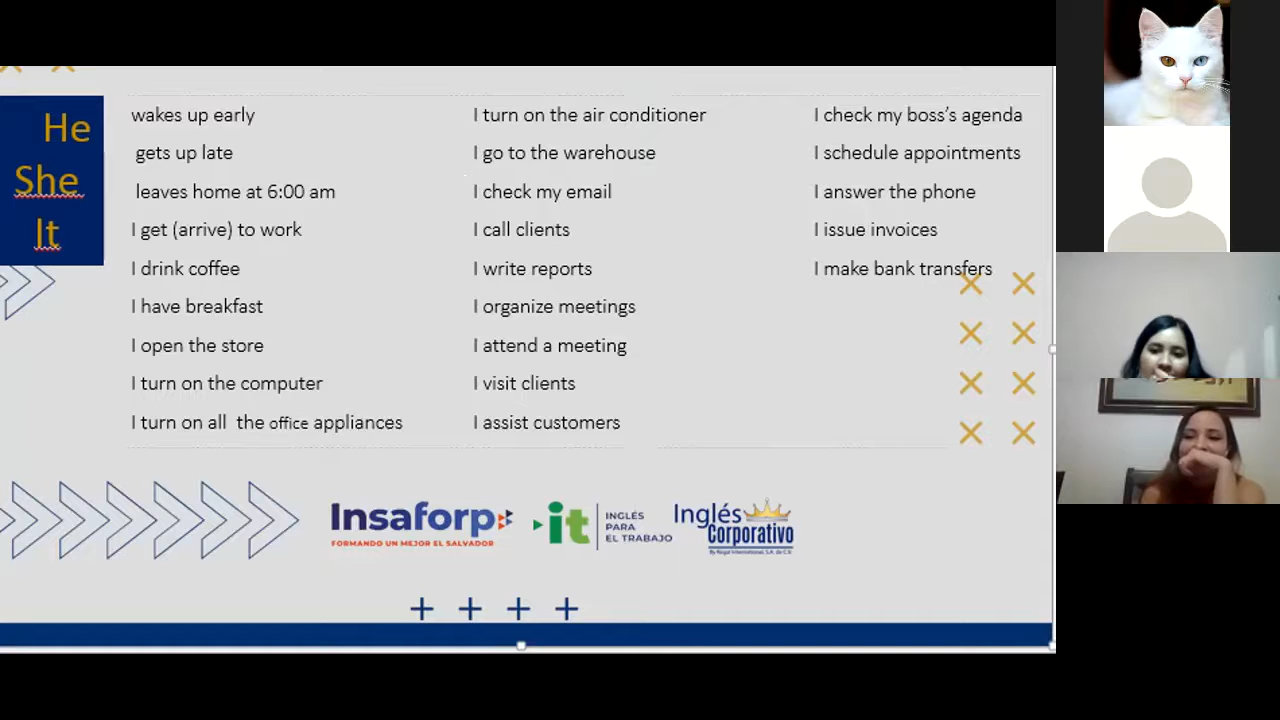 He
She
It
wakes up early
gets up late
leaves home at 6:00 am
I get (arrive) to work
I drink coffee
I have breakfast
I open the store
I turn on the computer
I turn on all the office appliances
I turn on the air conditioner
I go to the warehouse
I check my email
I call clients
I write reports
I organize meetings
I attend a meeting
I visit clients
I assist customers
I check my boss's agenda
I schedule appointments
I answer the phone
I issue invoices
I make bank transfers
Insaforp
FORMANDO UN MEJOR EL SALVADOR
it
INGLÉS
PARA
EL TRABAJO
Inglés
Corporativo
By Regal International, S.A. de C.V.